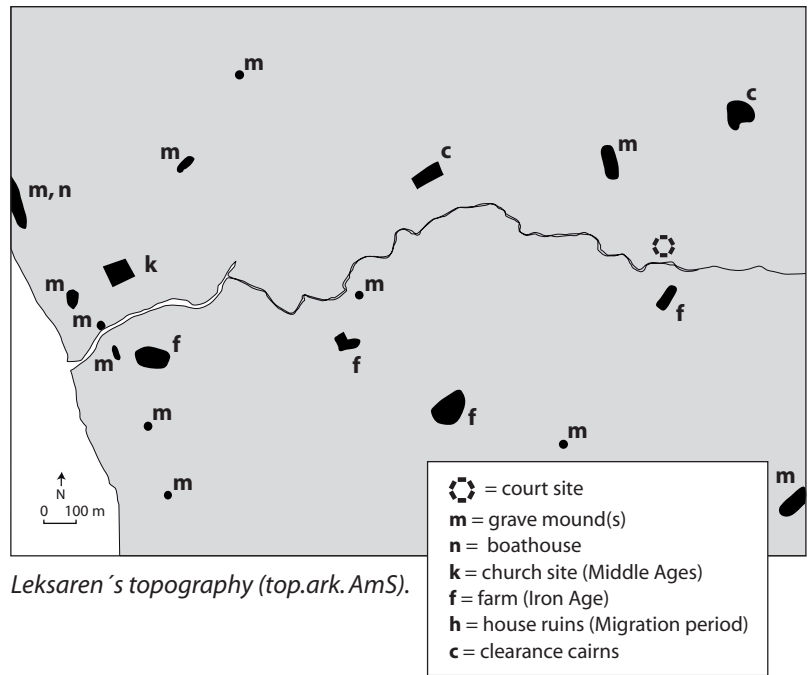 m
c
m
c
m
m, n
k
m
m
m
f
m
f
f
f
m
m
m
m
N
0 100 m
= court site
m = grave mound(s)
n = boathouse
k = church site (Middle Ages)
f = farm (Iron Age)
h = house ruins (Migration period)
c = clearance cairns
Leksaren´s topography (top.ark. AmS).